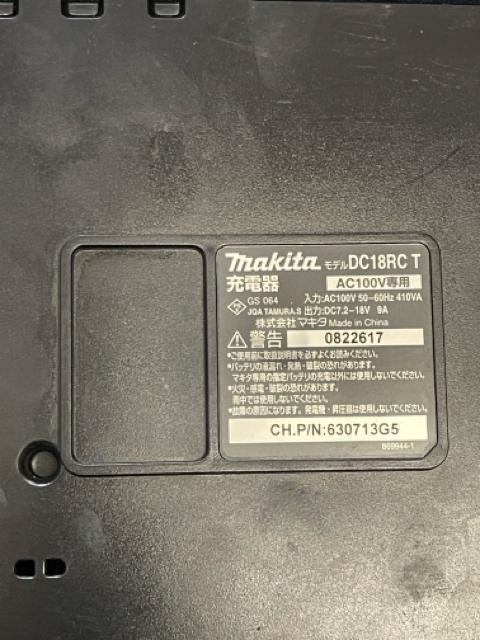 makita モデル DC18RC T
充電器 AC100V専用
GS 064 入力:AC100V 50-60Hz 410VA
JQA TAMURA.S 出力:DC7.2-18V 9A
株式会社マキタ Made in China
警告 0822617
•ご使用前に取扱説明書を必ずよくお読みください。
•バッテリの液漏れ・発熱・破裂の恐れがあります。
マキタ専用の指定バッテリの充電以外には使用しないでください。
•火災・感電・破裂の恐れがあります。
雨中では使用しないでください。
•故障の原因になります。発電機・昇圧器は使用しないでください。
CH.P/N:630713G5
869944-1